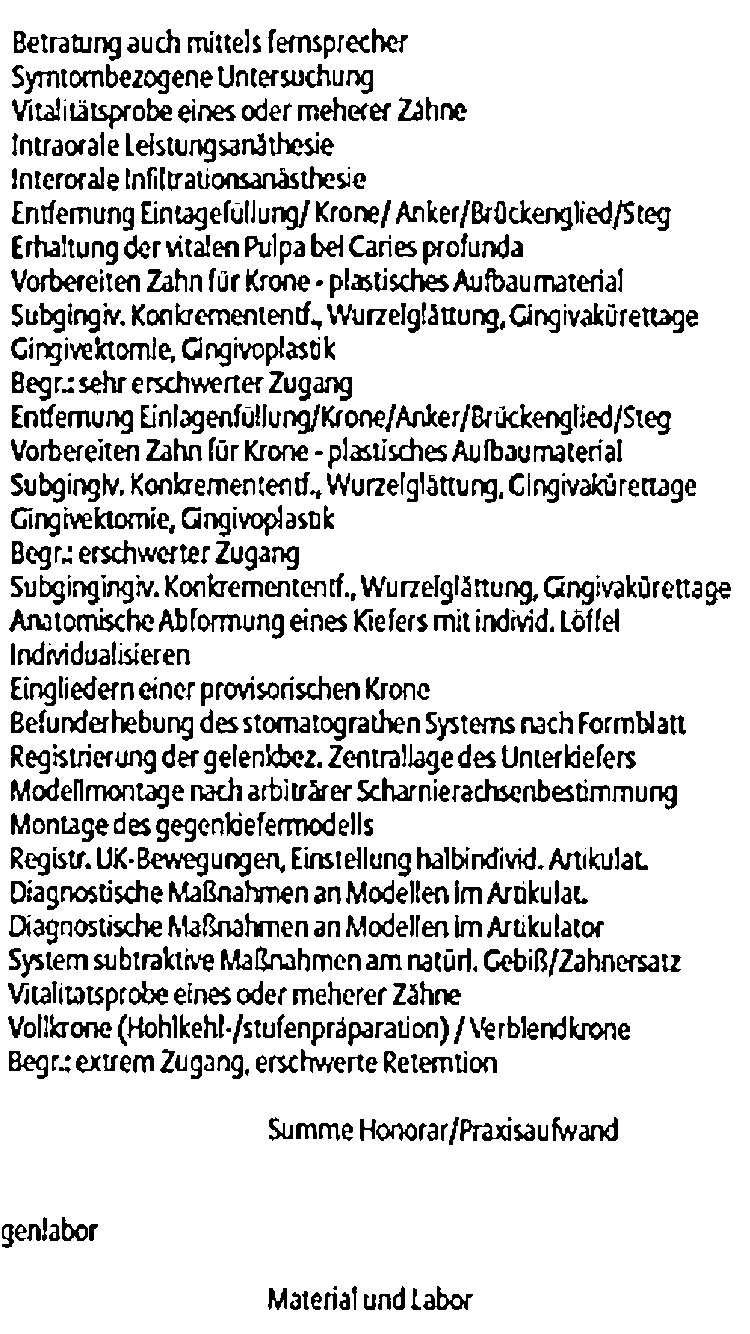 Betratung auch mittels fernsprecher
Symtombezogene Untersuchung
Vitalitätsprobe eines oder meherer Zähne
Intraorale Leistungsanäthesie
Interorale Infiltrationsanästhesie
Entfernung Eintagefüllung/ Krone/ Anker/Brückenglied/Steg
Erhaltung der vitalen Pulpa bei Caries profunda
Vorbereiten Zahn für Krone - plastisches Aufbaumaterial
Subgingiv. Konkremententf., Wurzelglättung, Gingivakürettage
Gingivektomie, Gingivoplastik
Begr.: sehr erschwerter Zugang
Entfernung Einlagenfüllung/Krone/Anker/Brückenglied/Steg
Vorbereiten Zahn für Krone - plastisches Aufbaumaterial
Subgingiv. Konkremententf., Wurzelglättung, Gingivakürettage
Gingivektomie, Gingivoplastik
Begr.: erschwerter Zugang
Subgingingiv. Konkremententf., Wurzelglättung, Gingivakürettage
Anatomische Abformung eines Kiefers mit individ. Löffel
Individualisieren
Eingliedern einer provisorischen Krone
Befunderhebung des stomatograthen Systems nach Formblatt
Registrierung der gelenkbez. Zentrallage des Unterkiefers
Modellmontage nach arbiträrer Scharnierachsenbestimmung
Montage des gegenkiefermodells
Registr. UK-Bewegungen, Einstellung halbindivid. Artikulat.
Diagnostische Maßnahmen an Modellen im Artikulat.
Diagnostische Maßnahmen an Modellen im Artikulator
System subtraktive Maßnahmen am natürl. Gebiß/Zahnersatz
Vitalitatsprobe eines oder meherer Zähne
Vollkrone (Hohlkehl-/stufenpräparation) / Verblendkrone
Begr.: extrem Zugang, erschwerte Retemtion
Summe Honorar/Praxisaufwand
genlabor
Material und Labor